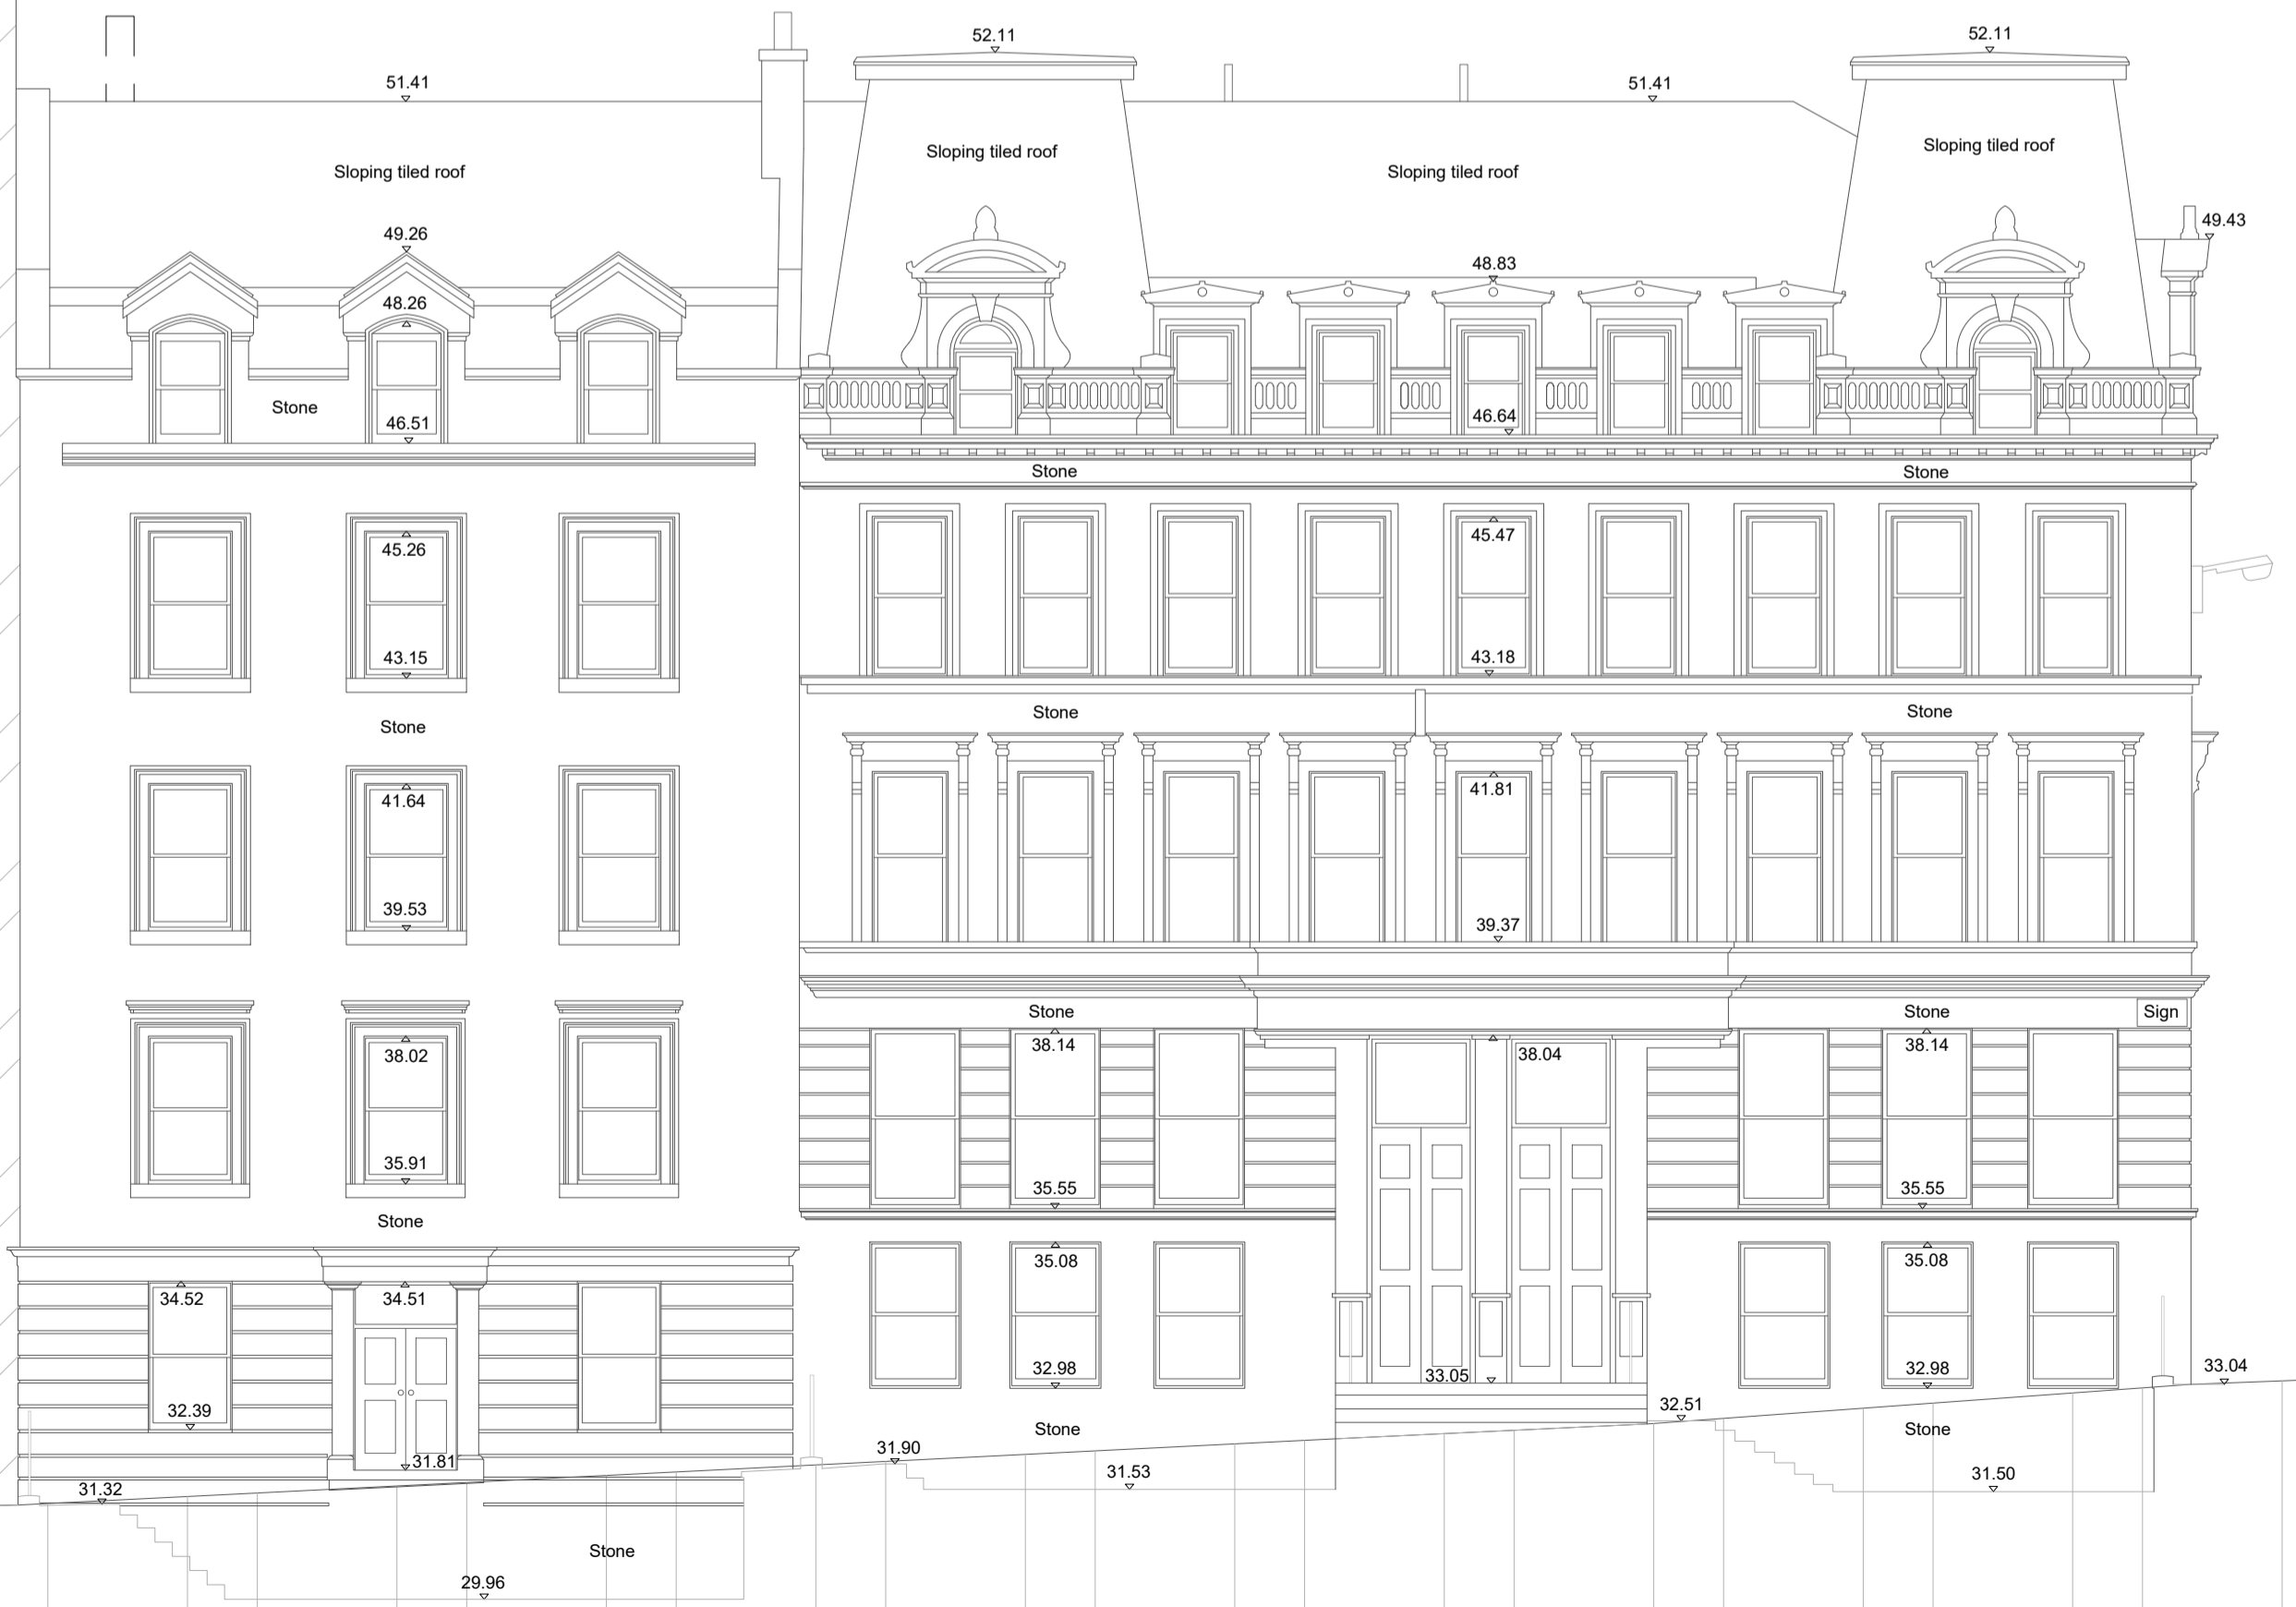 52.11
52.11
51.41
51.41
Sloping tiled roof
Sloping tiled roof
Sloping tiled roof
Sloping tiled roof
49.43
49.26
48.83
48.26
Stone
46.51
46.64
Stone
Stone
45.26
45.47
43.15
43.18
Stone
Stone
Stone
41.64
41.81
39.53
39.37
Stone
Stone
Sign
38.02
38.14
38.04
38.14
35.91
35.55
35.55
Stone
34.52
34.51
35.08
35.08
32.39
32.98
33.05
32.98
33.04
31.81
Stone
32.51
Stone
31.32
31.90
31.53
31.50
Stone
29.96